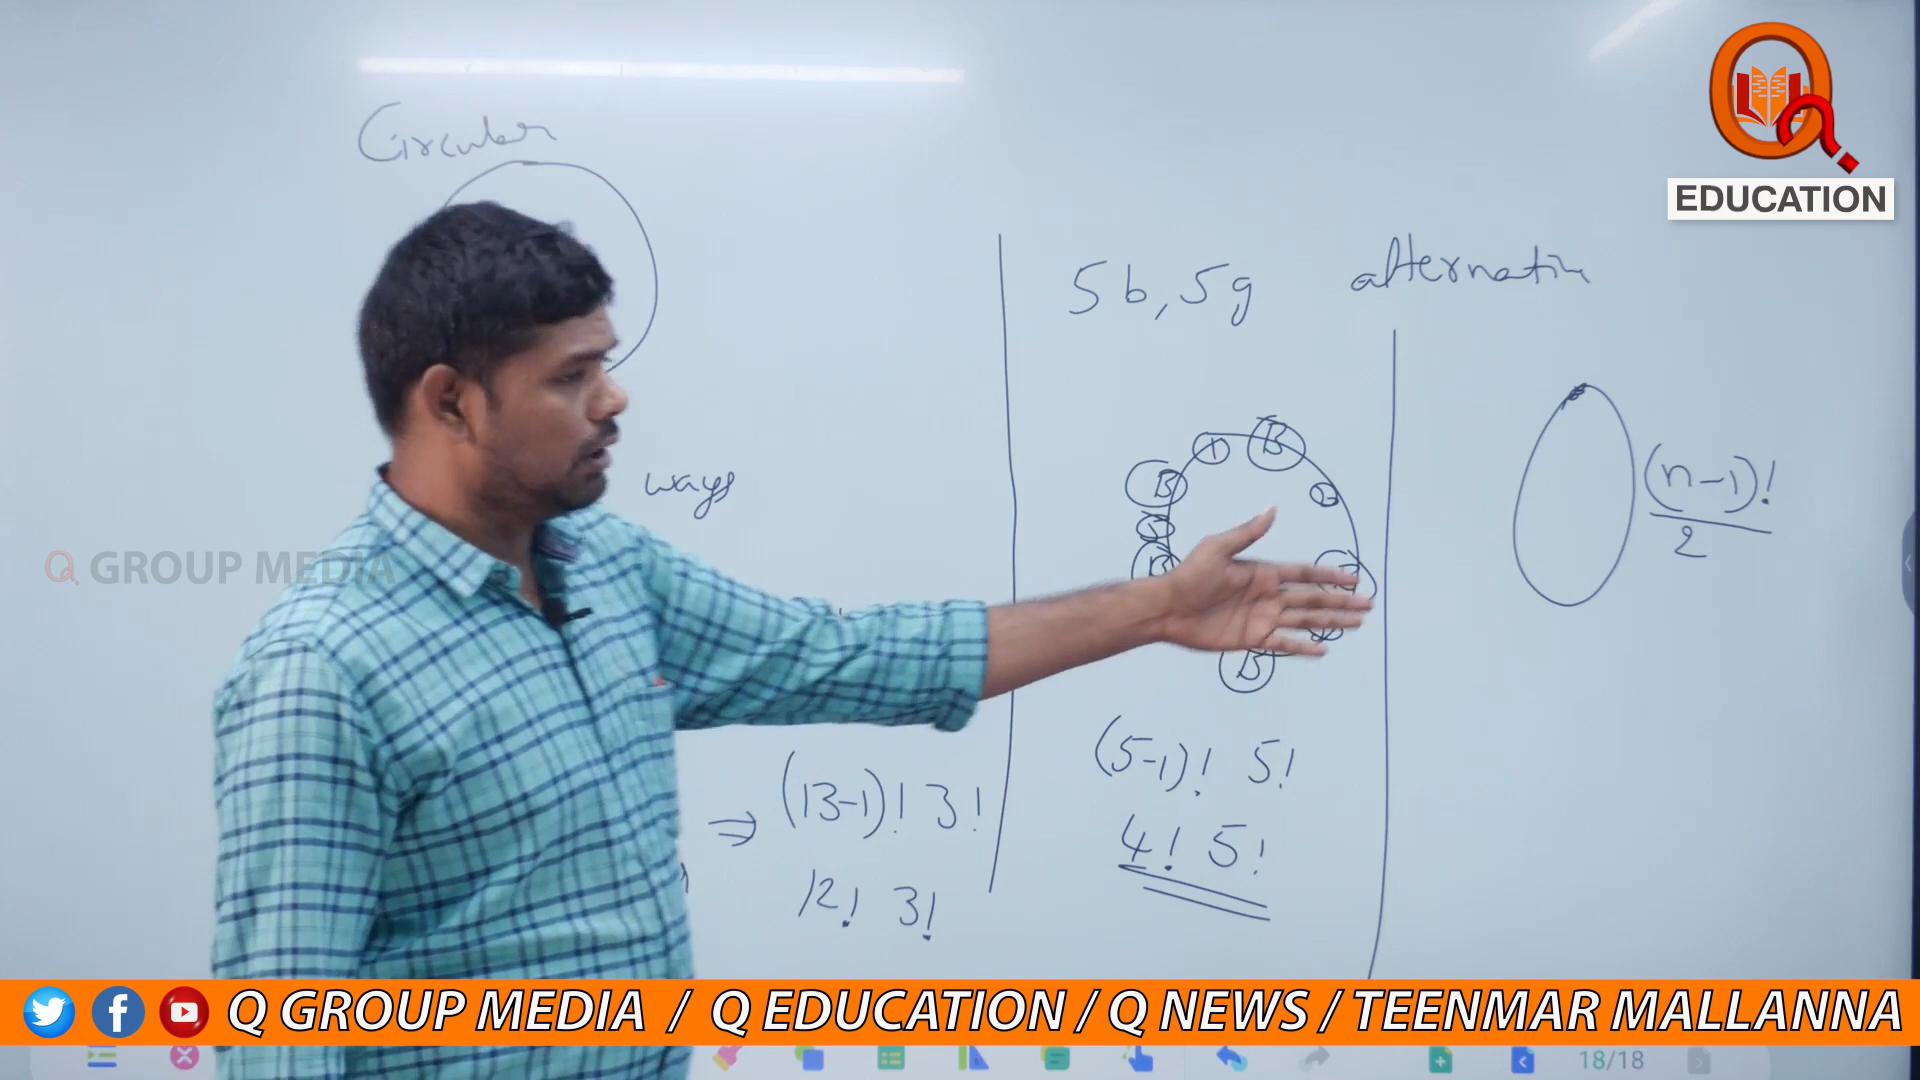 Circular
EDUCATION
5b, 5g alternative
B
B
B
B
(n-1)!
2
ways
Q GROUP MEDIA
(13-1)! 3!
12! 3!
(5-1)! 5!
4! 5!
Q GROUP MEDIA / Q EDUCATION / Q NEWS / TEENMAR MALLANNA
18/18